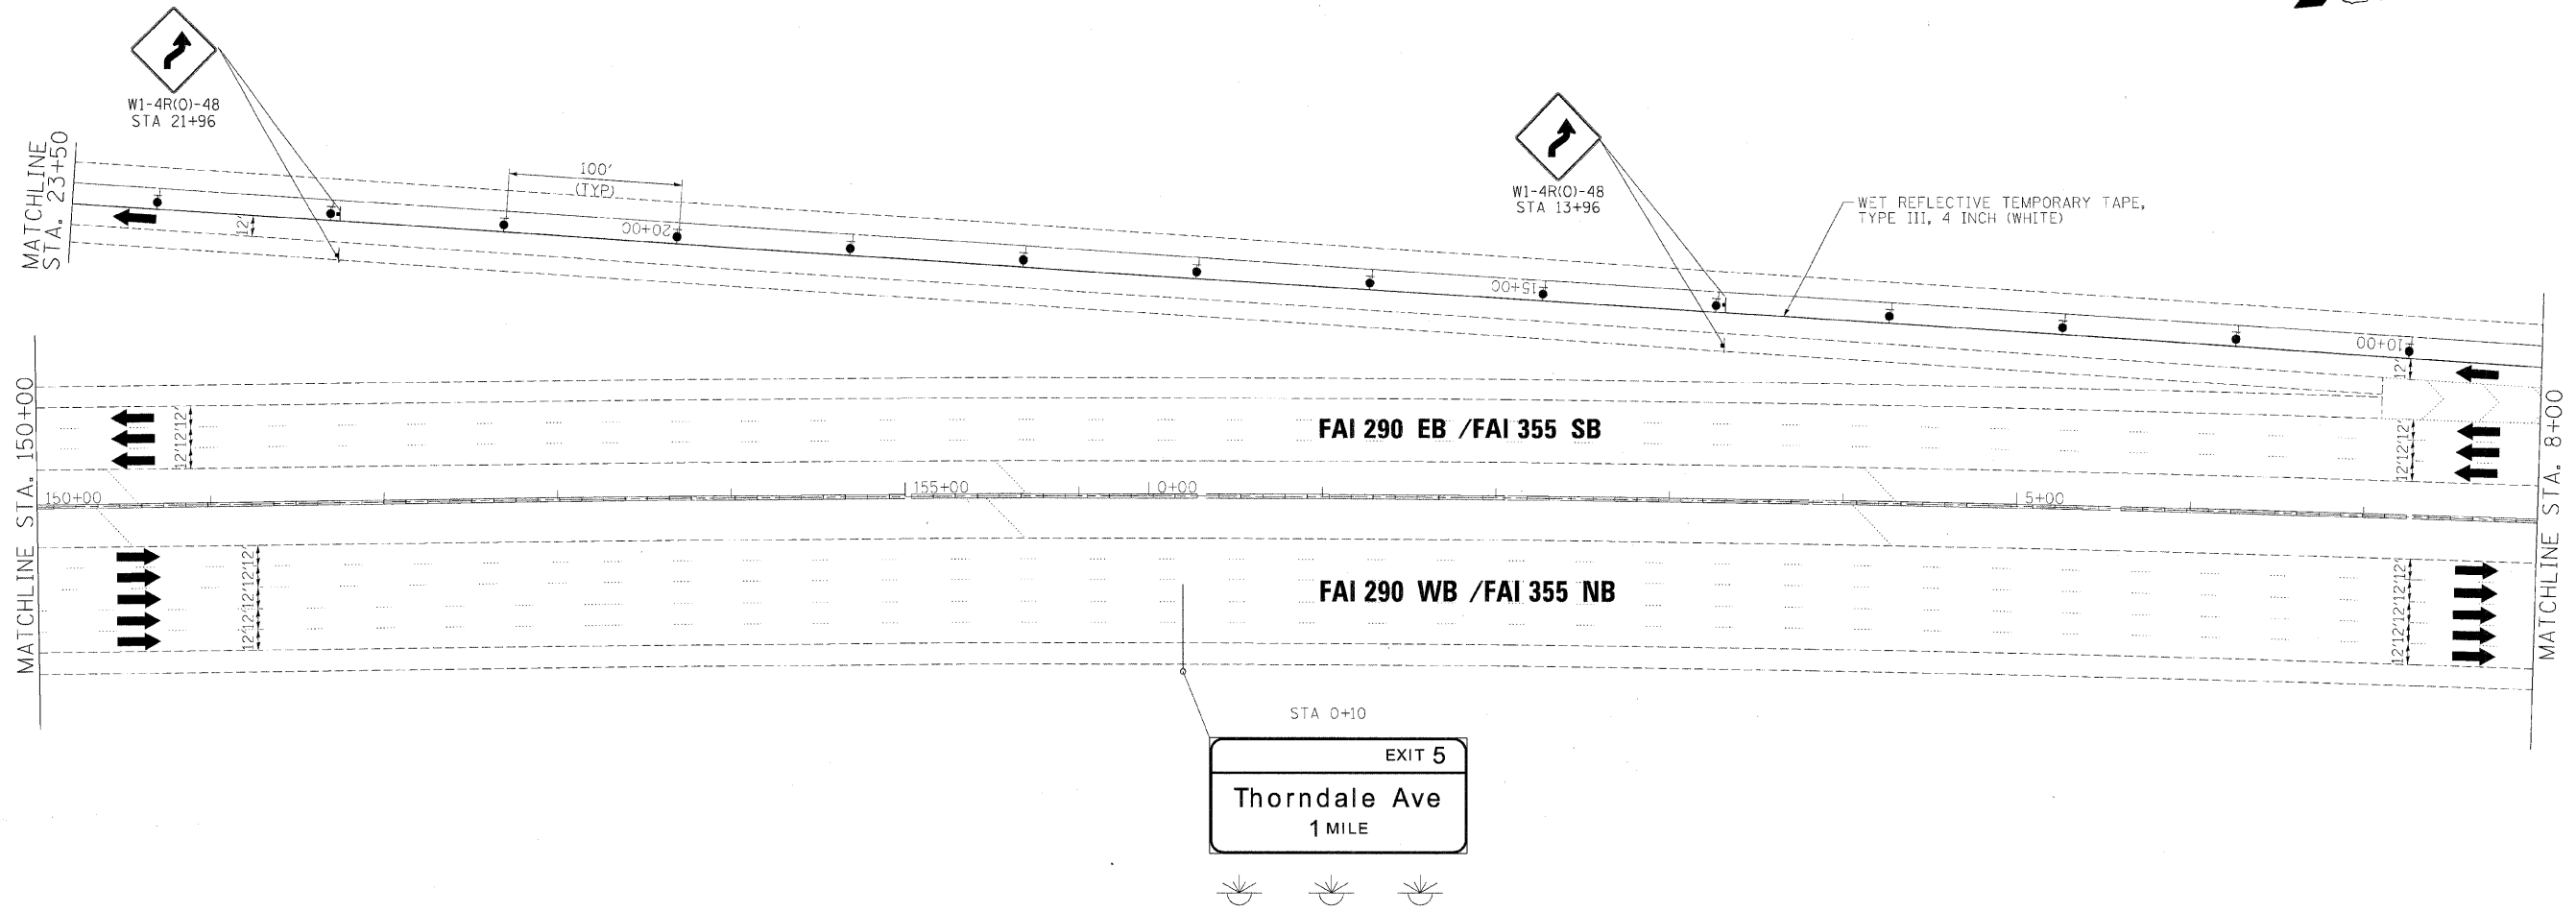 W1-4R(O)-48
STA 21+96
MATCHLINE
STA. 23+50
100'
(TYP)
12'
20+00
W1-4R(O)-48
STA 13+96
WET REFLECTIVE TEMPORARY TAPE,
TYPE III, 4 INCH (WHITE)
15+00
10+00
12'
MATCHLINE STA. 150+00
12'12'12'
FAI 290 EB /FAI 355 SB
12'12'12'
MATCHLINE STA. 8+00
150+00
155+00
0+00
5+00
12'12'12'12'12'
FAI 290 WB /FAI 355 NB
12'12'12'12'12'
STA 0+10
EXIT 5
Thorndale Ave
1 MILE